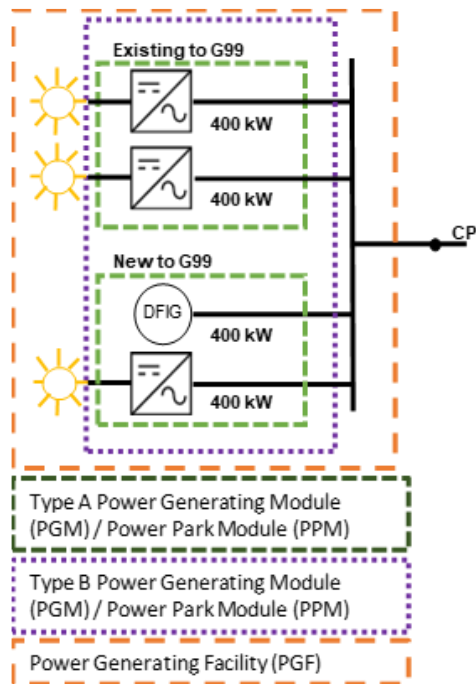 Existing to G99
400 kW
400 kW
CP
New to G99
DFIG
400 kW
400 kW
Type A Power Generating Module
(PGM) / Power Park Module (PPM)
Type B Power Generating Module
(PGM) / Power Park Module (PPM)
Power Generating Facility (PGF)